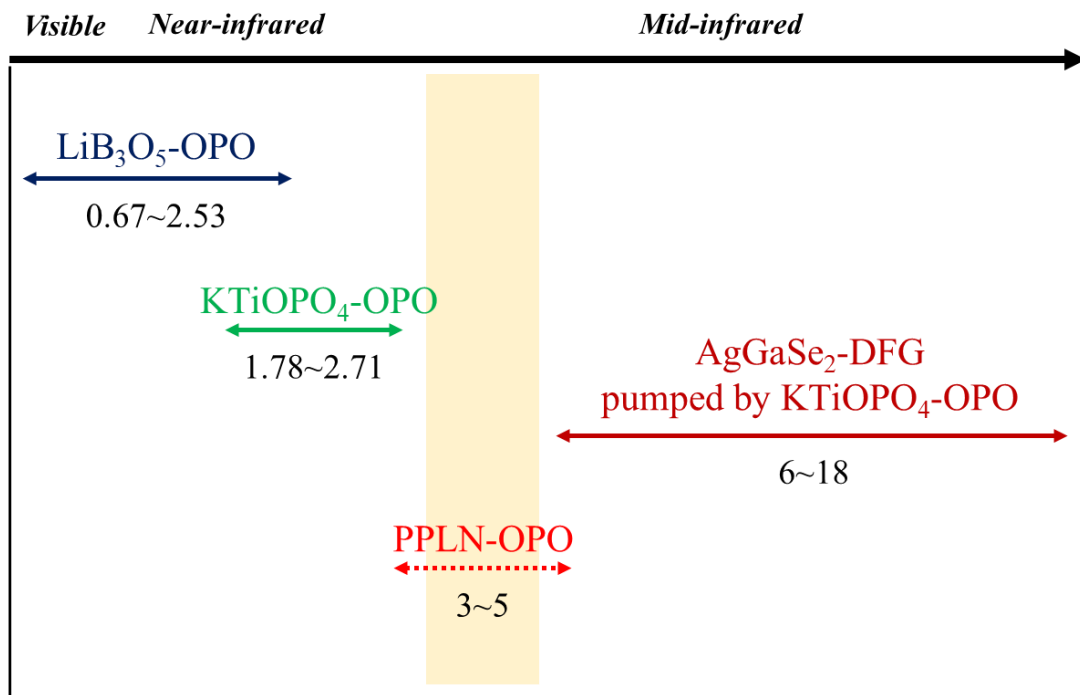 Visible Near-infrared Mid-infrared
LiB₃O₅-OPO
0.67~2.53
KTiOPO₄-OPO
1.78~2.71
AgGaSe₂-DFG
pumped by KTiOPO₄-OPO
6~18
PPLN-OPO
3~5